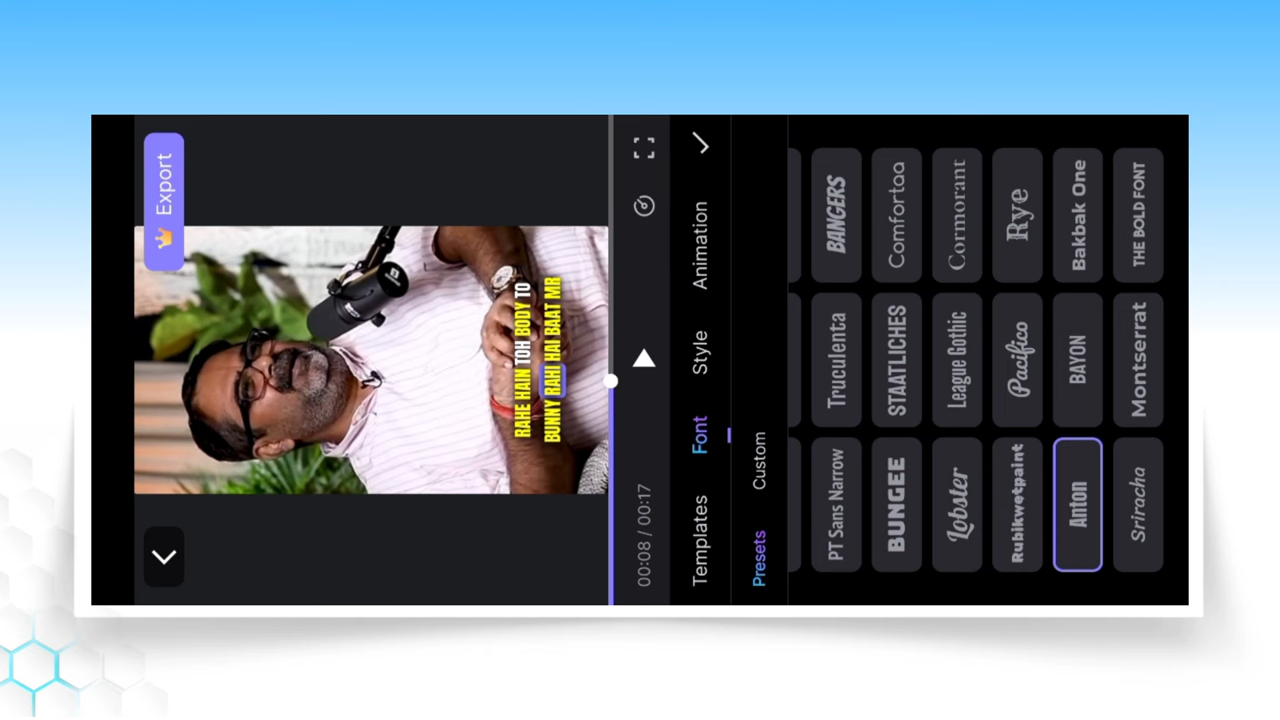 Export
RAHE HAIN TOH BODY TO
BUNNY RAHI HAI BAAT MR
00:08 / 00:17
Templates Font Style Animation
Presets Custom
PT Sans Narrow Truculenta BANGERS
BUNGEE STAATLICHES Comfortaa
Lobster League Gothic Cormorant
Rubikwetpaint Pacifico Rye
Anton BAYON Bakbak One
Sriracha Montserrat THE BOLD FONT